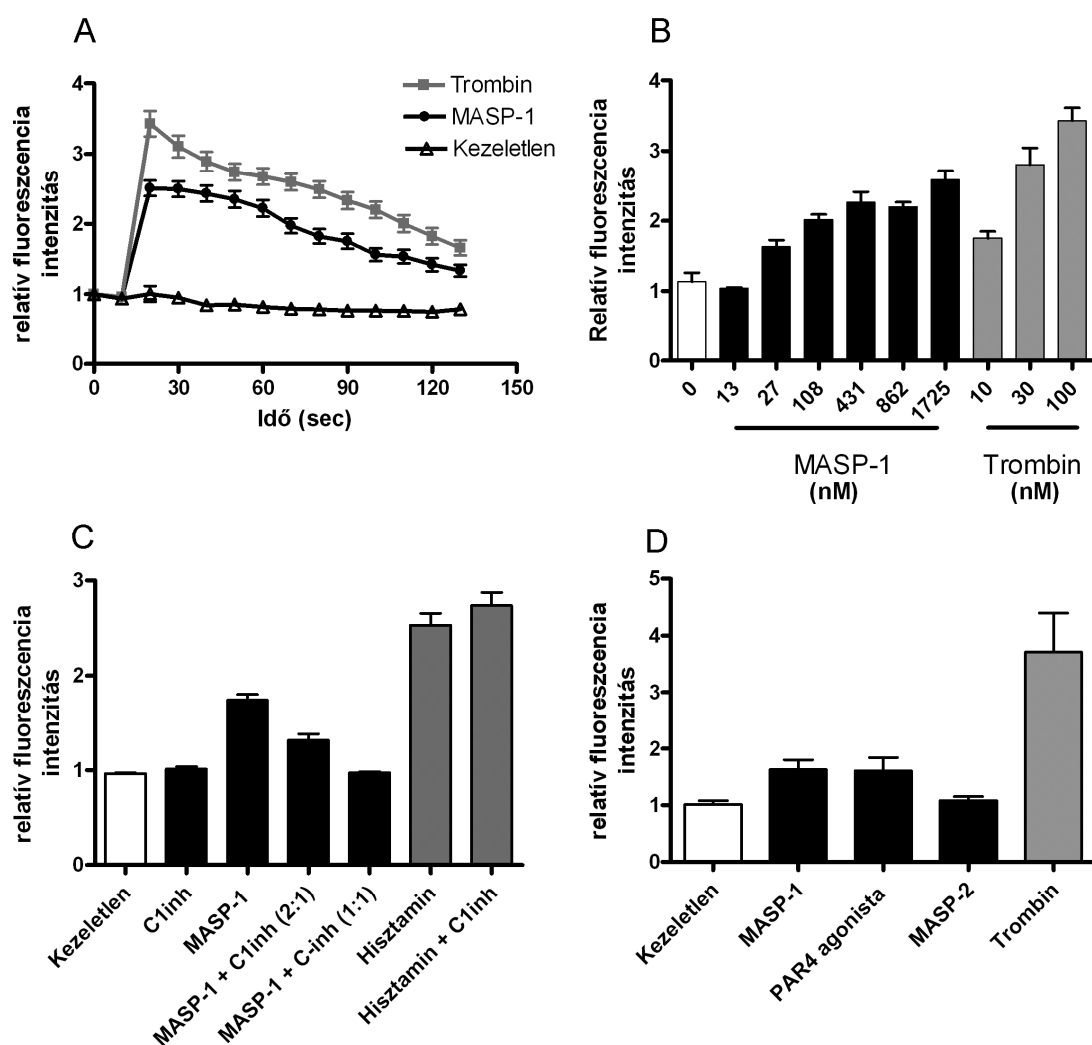 A
4
3
2
1
0
relatív fluoreszcencia
intenzitás
Trombin
MASP-1
Kezeletlen
0
30
60
90
120
150
Idő (sec)
B
4
3
2
1
0
Relatív fluoreszcencia
intenzitás
0
13
27
108
431
862
1725
10
30
100
MASP-1
(nM)
Trombin
(nM)
C
3
2
1
0
relatív fluoreszcencia
intenzitás
Kezeletlen
C1inh
MASP-1
MASP-1 + C1inh (2:1)
MASP-1 + C-inh (1:1)
Hisztamin
Hisztamin + C1inh
D
5
4
3
2
1
0
relatív fluoreszcencia
intenzitás
Kezeletlen
MASP-1
PAR4 agonista
MASP-2
Trombin